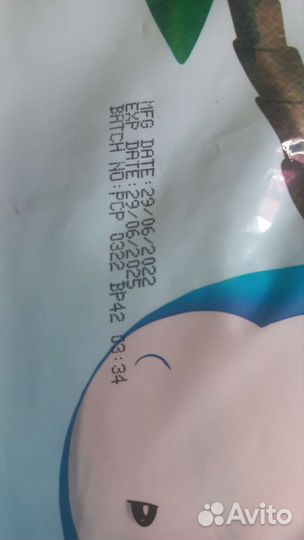 MFG DATE:29/06/2022
EXP DATE:29/06/2025
BATCH NO:PCP 0322 BP42 03:34
Avito